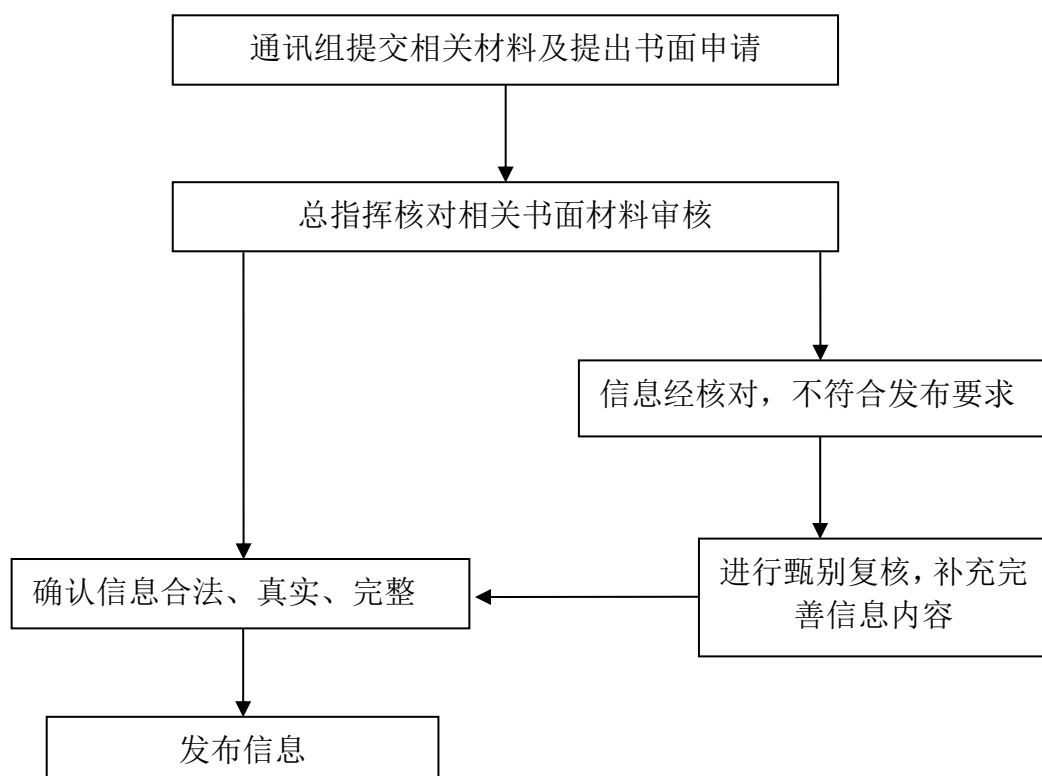 通讯组提交相关材料及提出书面申请
总指挥核对相关书面材料审核
信息经核对，不符合发布要求
进行甄别复核，补充完
善信息内容
确认信息合法、真实、完整
发布信息